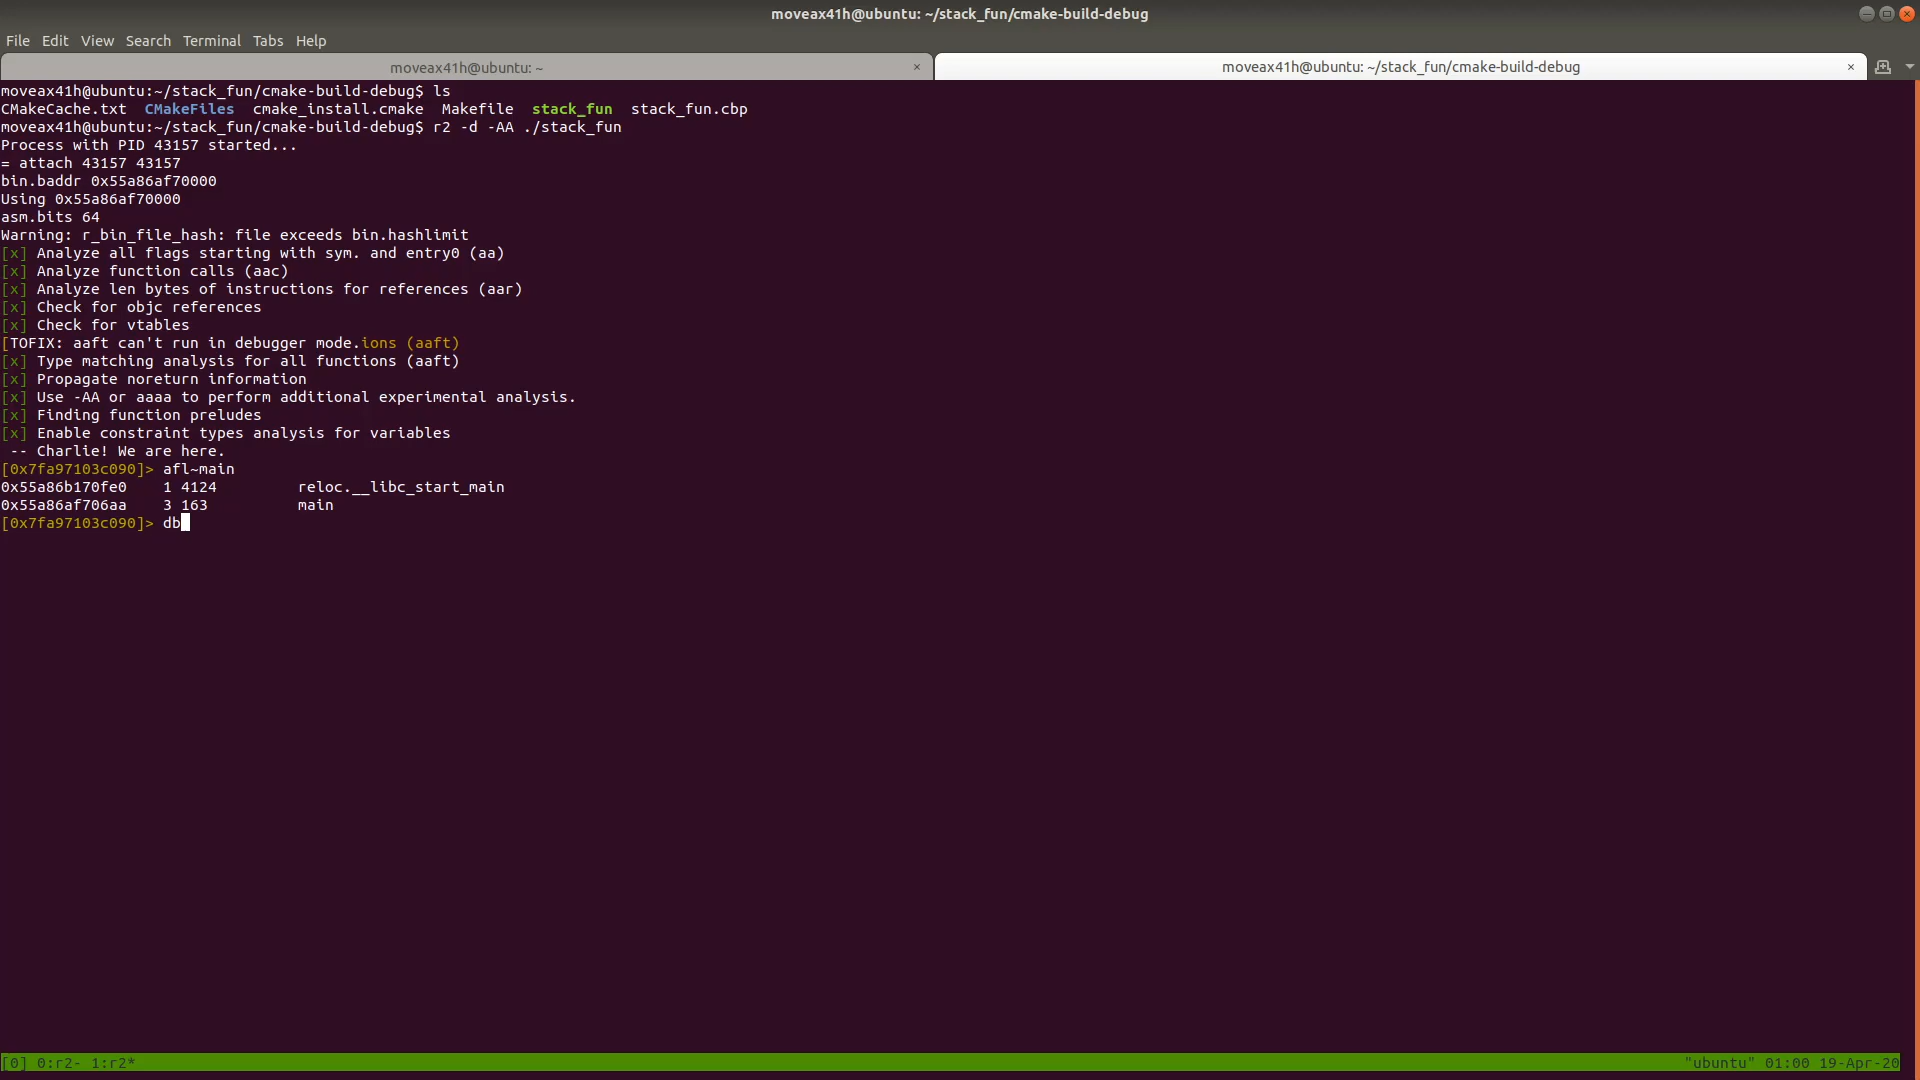 moveax41h@ubuntu: ~/stack_fun/cmake-build-debug
File Edit View Search Terminal Tabs Help
moveax41h@ubuntu: ~ × moveax41h@ubuntu: ~/stack_fun/cmake-build-debug ×
moveax41h@ubuntu:~/stack_fun/cmake-build-debug$ ls
CMakeCache.txt  CMakeFiles  cmake_install.cmake  Makefile  stack_fun  stack_fun.cbp
moveax41h@ubuntu:~/stack_fun/cmake-build-debug$ r2 -d -AA ./stack_fun
Process with PID 43157 started...
= attach 43157 43157
bin.baddr 0x55a86af70000
Using 0x55a86af70000
asm.bits 64
Warning: r_bin_file_hash: file exceeds bin.hashlimit
[x] Analyze all flags starting with sym. and entry0 (aa)
[x] Analyze function calls (aac)
[x] Analyze len bytes of instructions for references (aar)
[x] Check for objc references
[x] Check for vtables
[TOFIX: aaft can't run in debugger mode.ions (aaft)
[x] Type matching analysis for all functions (aaft)
[x] Propagate noreturn information
[x] Use -AA or aaaa to perform additional experimental analysis.
[x] Finding function preludes
[x] Enable constraint types analysis for variables
 -- Charlie! We are here.
[0x7fa97103c090]> afl~main
0x55a86b170fe0    1 4124         reloc.__libc_start_main
0x55a86af706aa    3 163          main
[0x7fa97103c090]> db
[0] 0:r2- 1:r2* "ubuntu" 01:00 19-Apr-20